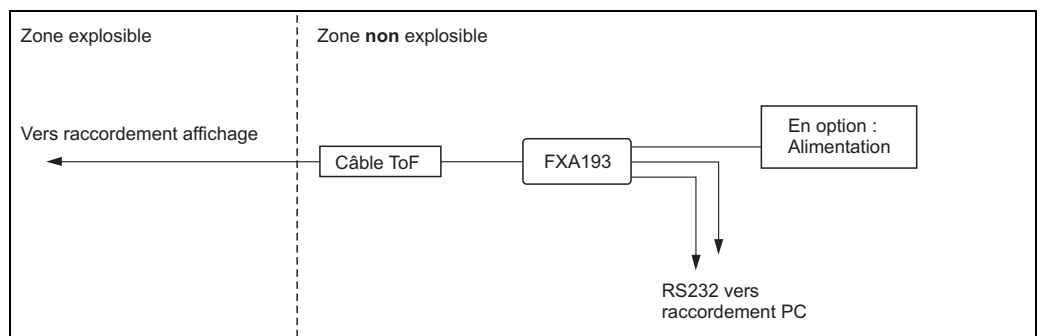 Zone explosible
Zone non explosible
Vers raccordement affichage
Câble ToF
FXA193
En option :
Alimentation
RS232 vers
raccordement PC